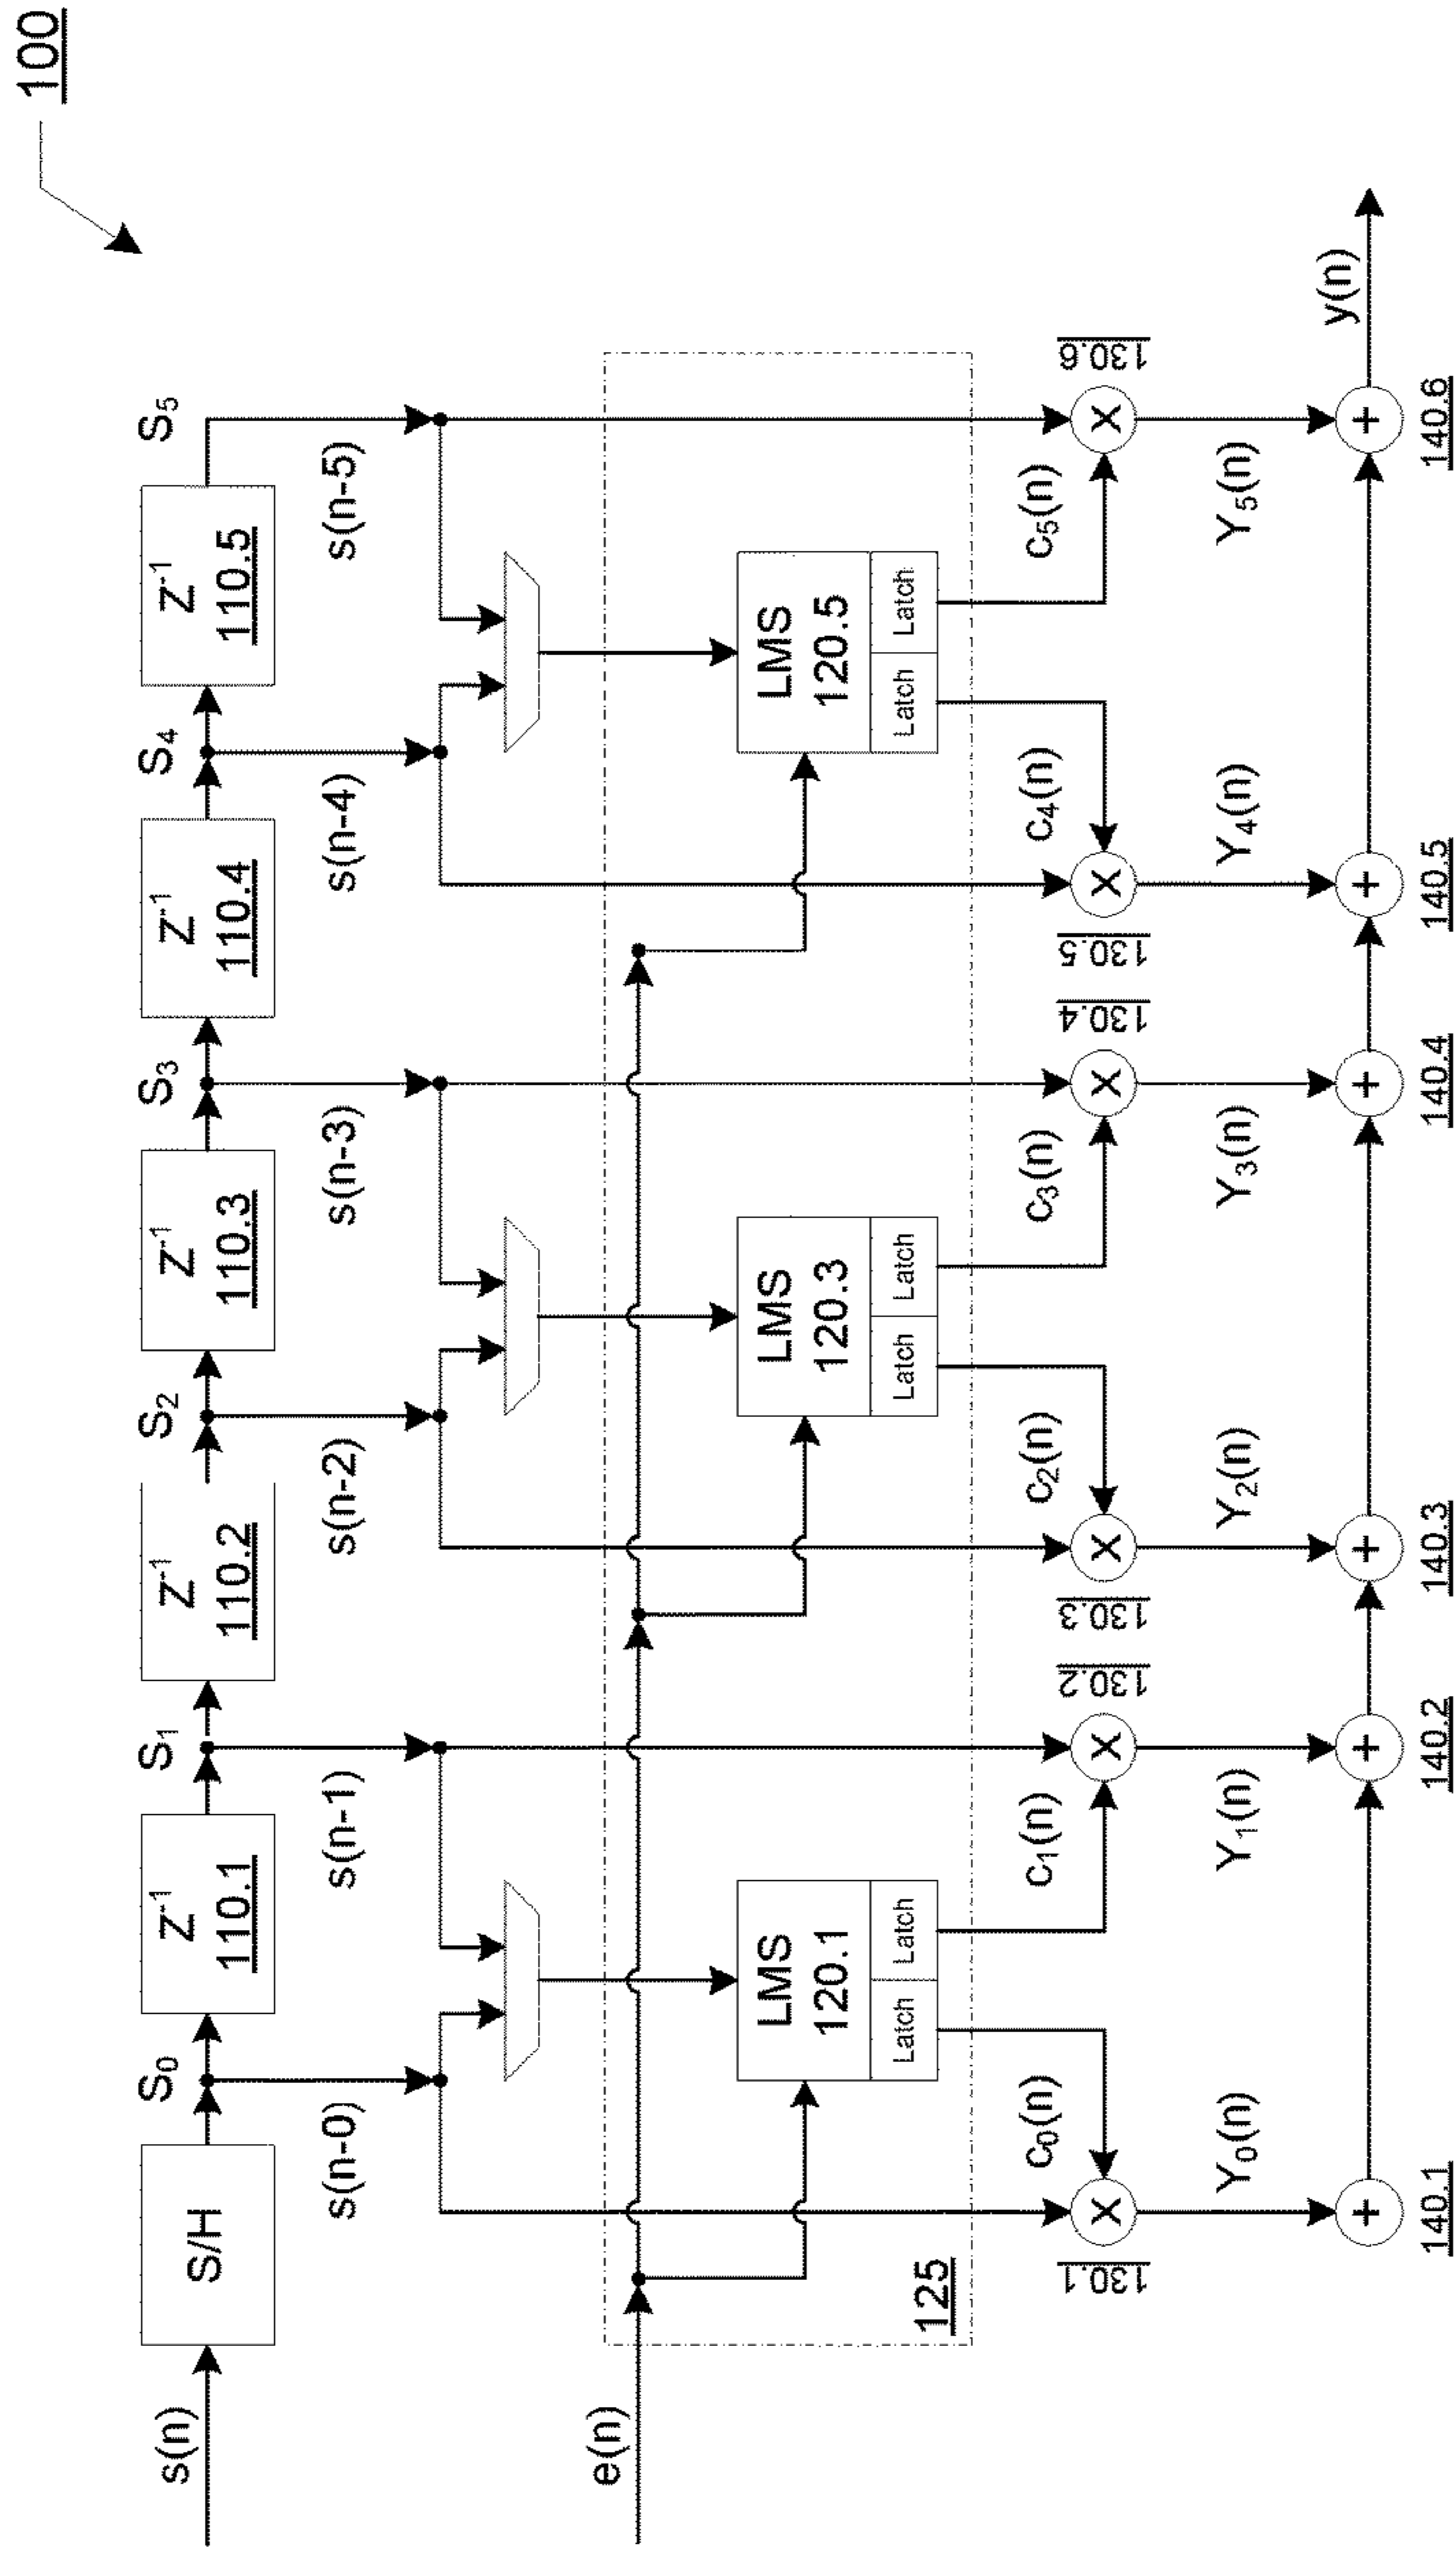 100
S₀
S₁
S₂
S₃
S₄
S₅
s(n)
S/H
Z⁻¹
110.1
Z⁻¹
110.2
Z⁻¹
110.3
Z⁻¹
110.4
Z⁻¹
110.5
s(n-0)
s(n-1)
s(n-2)
s(n-3)
s(n-4)
s(n-5)
e(n)
LMS
120.1
Latch
Latch
LMS
120.3
Latch
Latch
LMS
120.5
Latch
Latch
125
c₀(n)
c₁(n)
c₂(n)
c₃(n)
c₄(n)
c₅(n)
130.1
130.2
130.3
130.4
130.5
130.6
Y₀(n)
Y₁(n)
Y₂(n)
Y₃(n)
Y₄(n)
Y₅(n)
y(n)
140.1
140.2
140.3
140.4
140.5
140.6